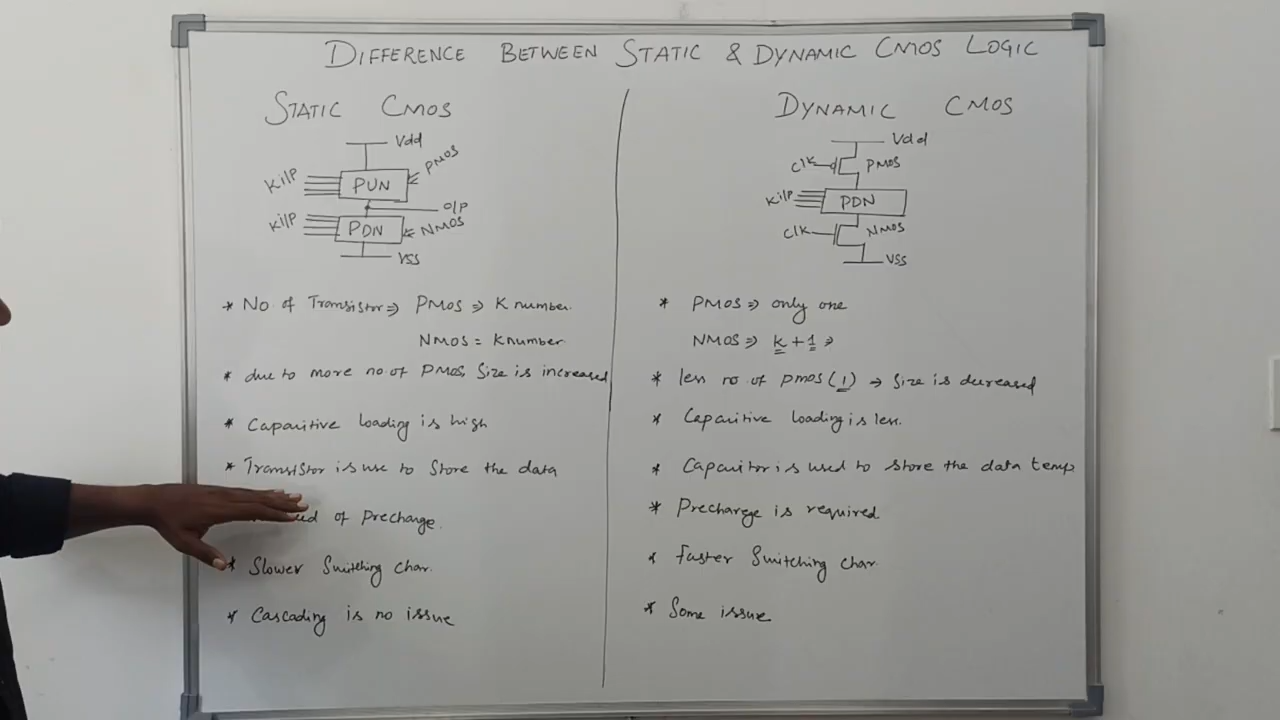 DIFFERENCE BETWEEN STATIC & DYNAMIC CMOS LOGIC
STATIC CMOS
Vdd
K i/P
PUN
PMOS
O/P
K i/P
PDN
NMOS
VSS
* No of Transistor ⇒ PMOS ⇒ K number.
NMOS = K number
* due to more no of PMOS, Size is increased
* Capacitive loading is high
* Transistor is use to Store the data
of Precharge.
* Slower Switching char.
* Cascading is no issue
DYNAMIC CMOS
Vdd
Clk
PMOS
K i/P
PDN
Clk
NMOS
VSS
* PMOS ⇒ only one
NMOS ⇒ k + 1 ⇒
* less no of pmos (1) → Size is decreased
* Capacitive loading is less.
* Capacitor is used to store the data temp
* Precharge is required
* Faster Switching char.
* Some issue